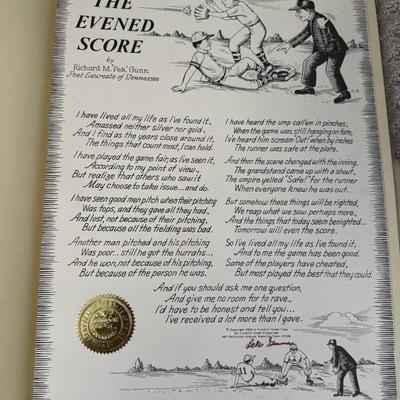 THE
EVENED
SCORE
by
Richard M. "Pek" Gunn
Poet Laureate of Tennessee
I have lived all my life as I've found it,
Amassed neither silver nor gold,
And I find as the years close around it,
The things that count most, I can hold.
I have played the game fair, as I've seen it,
According to my point of view,
But realize that others who saw it
May choose to take issue... and do.
I have seen good men pitch when their pitching
Was tops, and they gave all they had,
And lost, not because of their pitching,
But because all the fielding was bad.
Another man pitched and his pitching
Was poor... still he got the hurrahs...
And he won, not because of his pitching,
But because of the person he was.
I have heard the ump call 'em in pinches,
When the game was still hanging on fate,
I've heard him scream "Out", when by inches
The runner was safe at the plate.
And then the scene changed with the inning,
The grandstand came up with a shout,
The umpire yelled "Safe!" for the runner
When everyone knew he was out.
But somehow these things will be righted,
We reap what we sow perhaps more,
And the things that today seem benighted...
Tomorrow will even the score.
So I've lived all my life as I've found it,
And to me the game has been good.
Some of the players have cheated,
But most played the best that they could.
And if you should ask me one question,
And give me no room for to rave,
I'd have to be honest and tell you...
I've received a lot more than I gave.
Pek Gunn